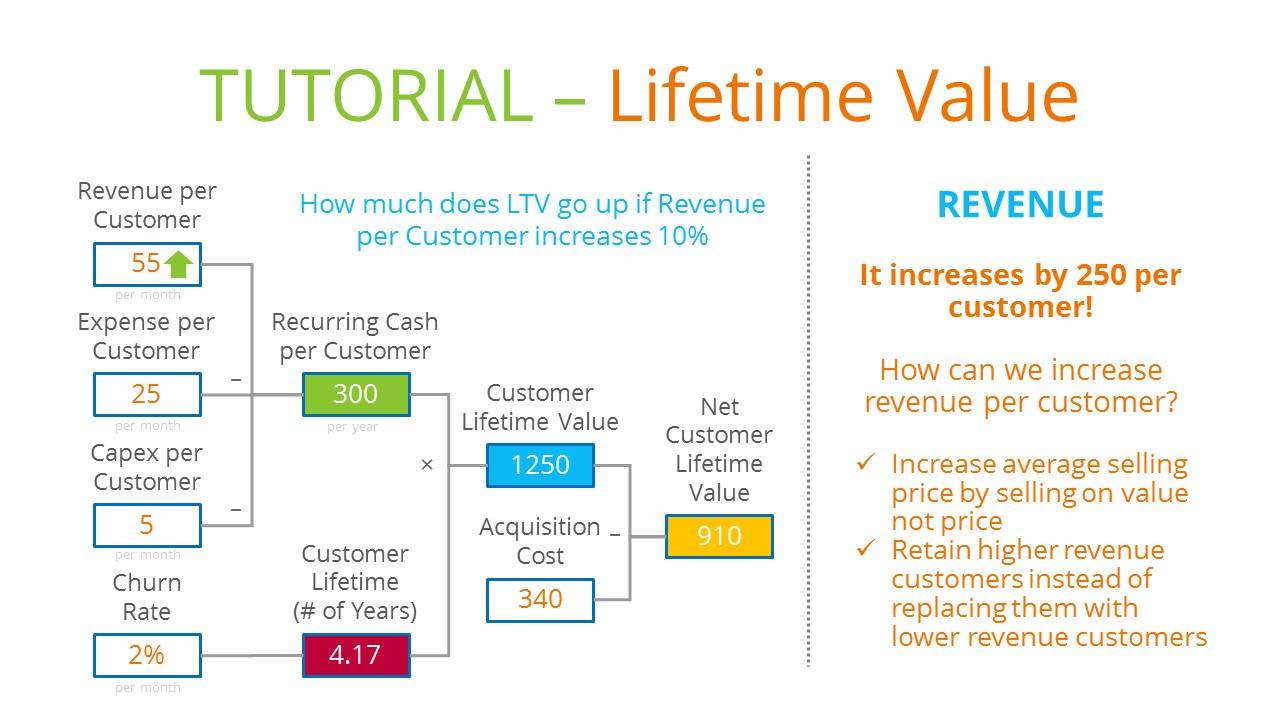 TUTORIAL – Lifetime Value
Revenue per
Customer
55
per month
Expense per
Customer
25
per month
Capex per
Customer
5
per month
Churn
Rate
2%
per month
How much does LTV go up if Revenue
per Customer increases 10%
–
–
Recurring Cash
per Customer
300
per year
×
Customer
Lifetime
(# of Years)
4.17
Customer
Lifetime Value
1250
Acquisition
Cost
340
–
Net
Customer
Lifetime
Value
910
REVENUE
It increases by 250 per
customer!
How can we increase
revenue per customer?
✓ Increase average selling
price by selling on value
not price
✓ Retain higher revenue
customers instead of
replacing them with
lower revenue customers